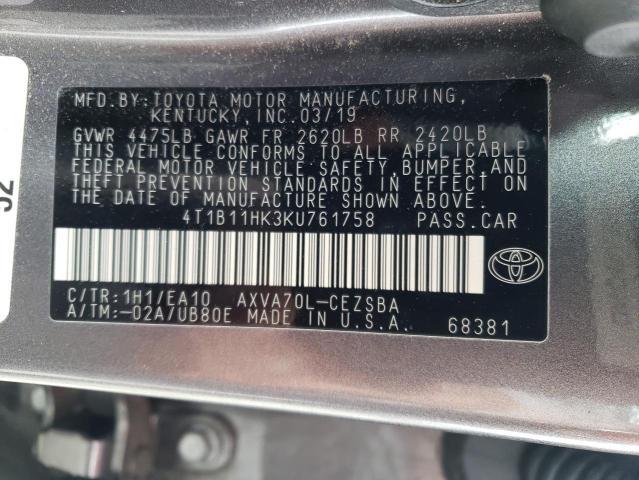 MFD.BY:TOYOTA MOTOR MANUFACTURING,
KENTUCKY, INC. 03/19
GVWR 4475LB GAWR FR 2620LB RR 2420LB
THIS VEHICLE CONFORMS TO ALL APPLICABLE
FEDERAL MOTOR VEHICLE SAFETY, BUMPER, AND
THEFT PREVENTION STANDARDS IN EFFECT ON
THE DATE OF MANUFACTURE SHOWN ABOVE.
4T1B11HK3KU761758 PASS.CAR
C/TR:1H1/EA10 AXVA70L-CEZSBA
A/TM:-02A/UB80E MADE IN U.S.A.
68381